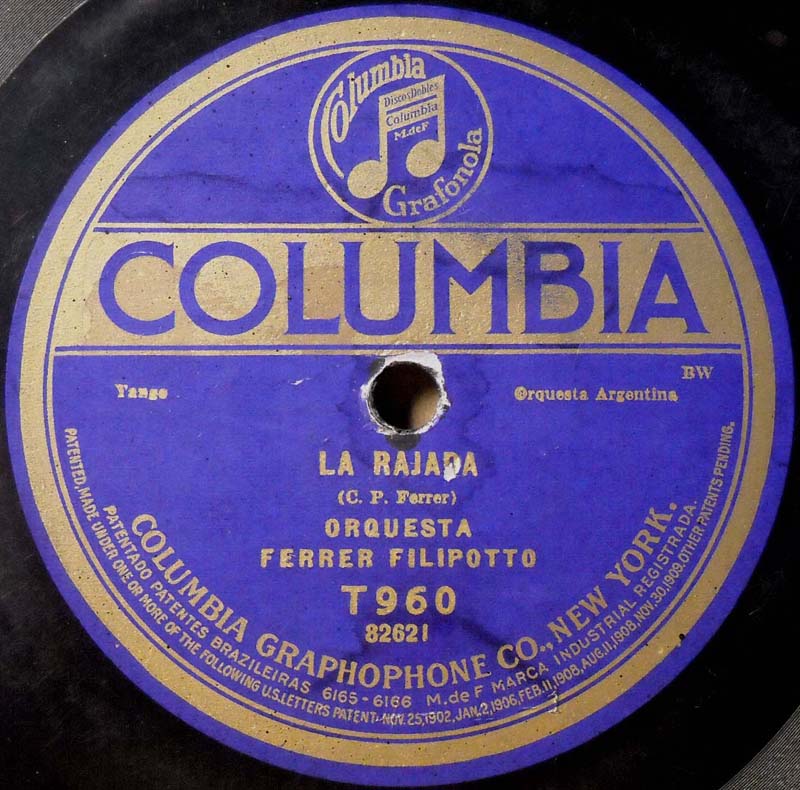 Columbia
Discos Dobles
Columbia
M.deF
Grafonola
COLUMBIA
BW
Yango
Orquesta Argentina
LA RAJADA
(C. P. Ferrer)
ORQUESTA
FERRER FILIPOTTO
T960
82621
COLUMBIA GRAPHOPHONE CO., NEW YORK.
PATENTADO PATENTES BRAZILEIRAS 6165-6166 M.deF MARCA INDUSTRIAL REGISTRADA.
PATENTED, MADE UNDER ONE OR MORE OF THE FOLLOWING U.S. LETTERS PATENT-NOV.25,1902, JAN.2,1906, FEB.11,1908, AUG.11,1908, NOV.30,1909. OTHER PATENTS PENDING.